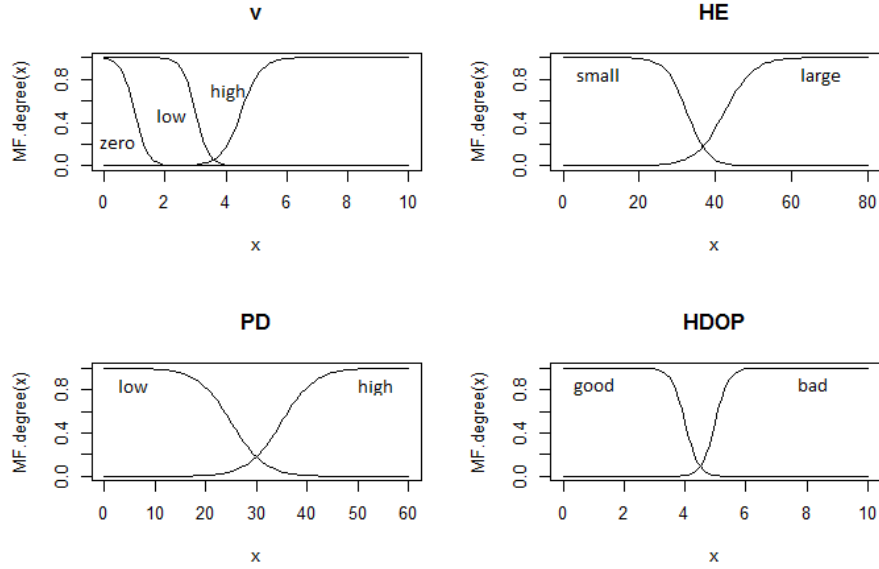 v
MF.degree(x)
0.0 0.4 0.8
zero
low
high
0 2 4 6 8 10
x
HE
MF.degree(x)
0.0 0.4 0.8
small
large
0 20 40 60 80
x
PD
MF.degree(x)
0.0 0.4 0.8
low
high
0 10 20 30 40 50 60
x
HDOP
MF.degree(x)
0.0 0.4 0.8
good
bad
0 2 4 6 8 10
x